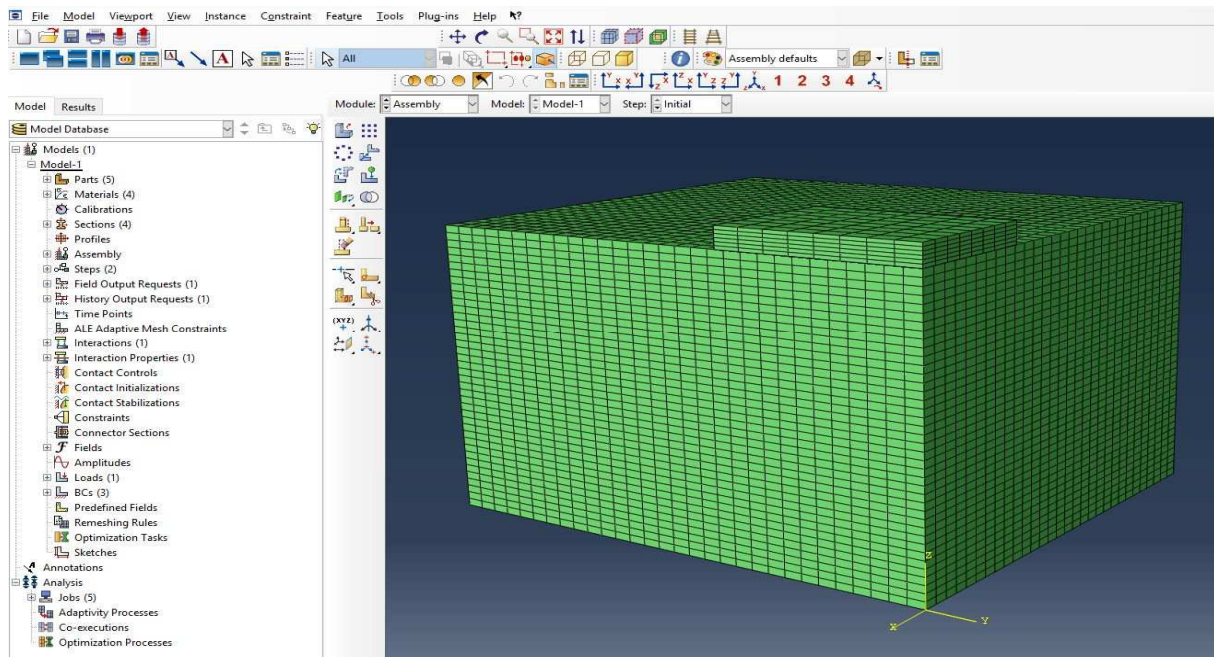 File Model Viewport View Instance Constraint Feature Tools Plug-ins Help
A A
All Assembly defaults
1 2 3 4
Model Results Module: Assembly Model: Model-1 Step: Initial
Model Database
Models (1)
Model-1
Parts (5)
Materials (4)
Calibrations
Sections (4)
Profiles
Assembly
Steps (2)
Field Output Requests (1)
History Output Requests (1)
Time Points
ALE Adaptive Mesh Constraints
Interactions (1)
Interaction Properties (1)
Contact Controls
Contact Initializations
Contact Stabilizations
Constraints
Connector Sections
Fields
Amplitudes
Loads (1)
BCs (3)
Predefined Fields
Remeshing Rules
Optimization Tasks
Sketches
Annotations
Analysis
Jobs (5)
Adaptivity Processes
Co-executions
Optimization Processes
(XYZ)
Z
Y
X